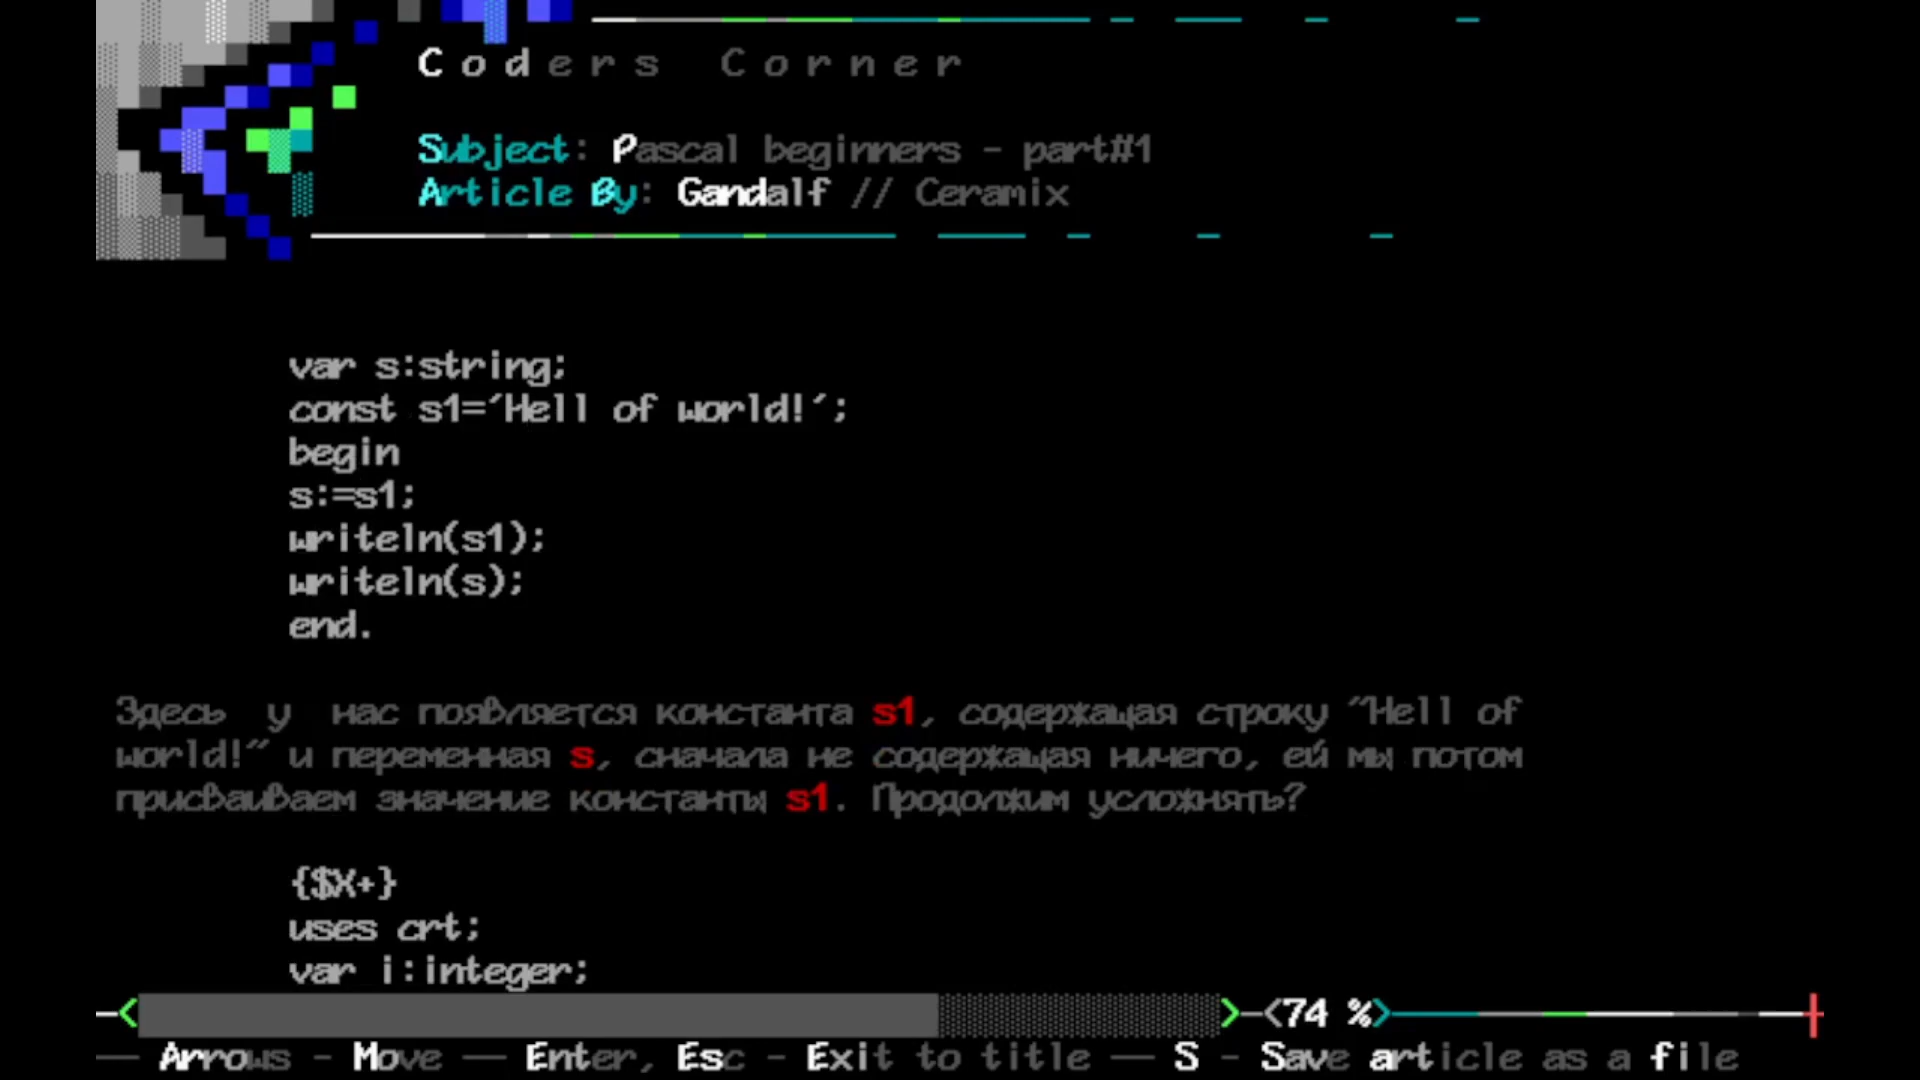 Coders Corner
Subject: Pascal beginners - part#1
Article By: Gandalf // Ceramix
var s:string;
const s1='Hell of world!';
begin
s:=s1;
writeln(s1);
writeln(s);
end.
Здесь у нас появляется константа s1, содержащая строку "Hell of
world!" и переменная s, сначала не содержащая ничего, ей мы потом
присваиваем значение константы s1. Продолжим усложнять?
{$X+}
uses crt;
var i:integer;
<74 %>
Arrows - Move — Enter, Esc - Exit to title — S - Save article as a file